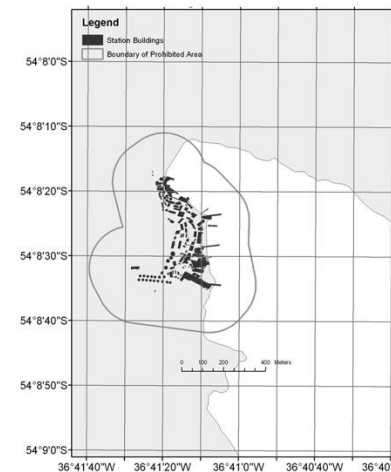 Legend
Station Buildings
Boundary of Prohibited Area
54°8'0"S
54°8'10"S
54°8'20"S
54°8'30"S
54°8'40"S
54°8'50"S
54°9'0"S
0 100 200 400 Meters
36°41'40"W 36°41'20"W 36°41'0"W 36°40'40"W 36°40